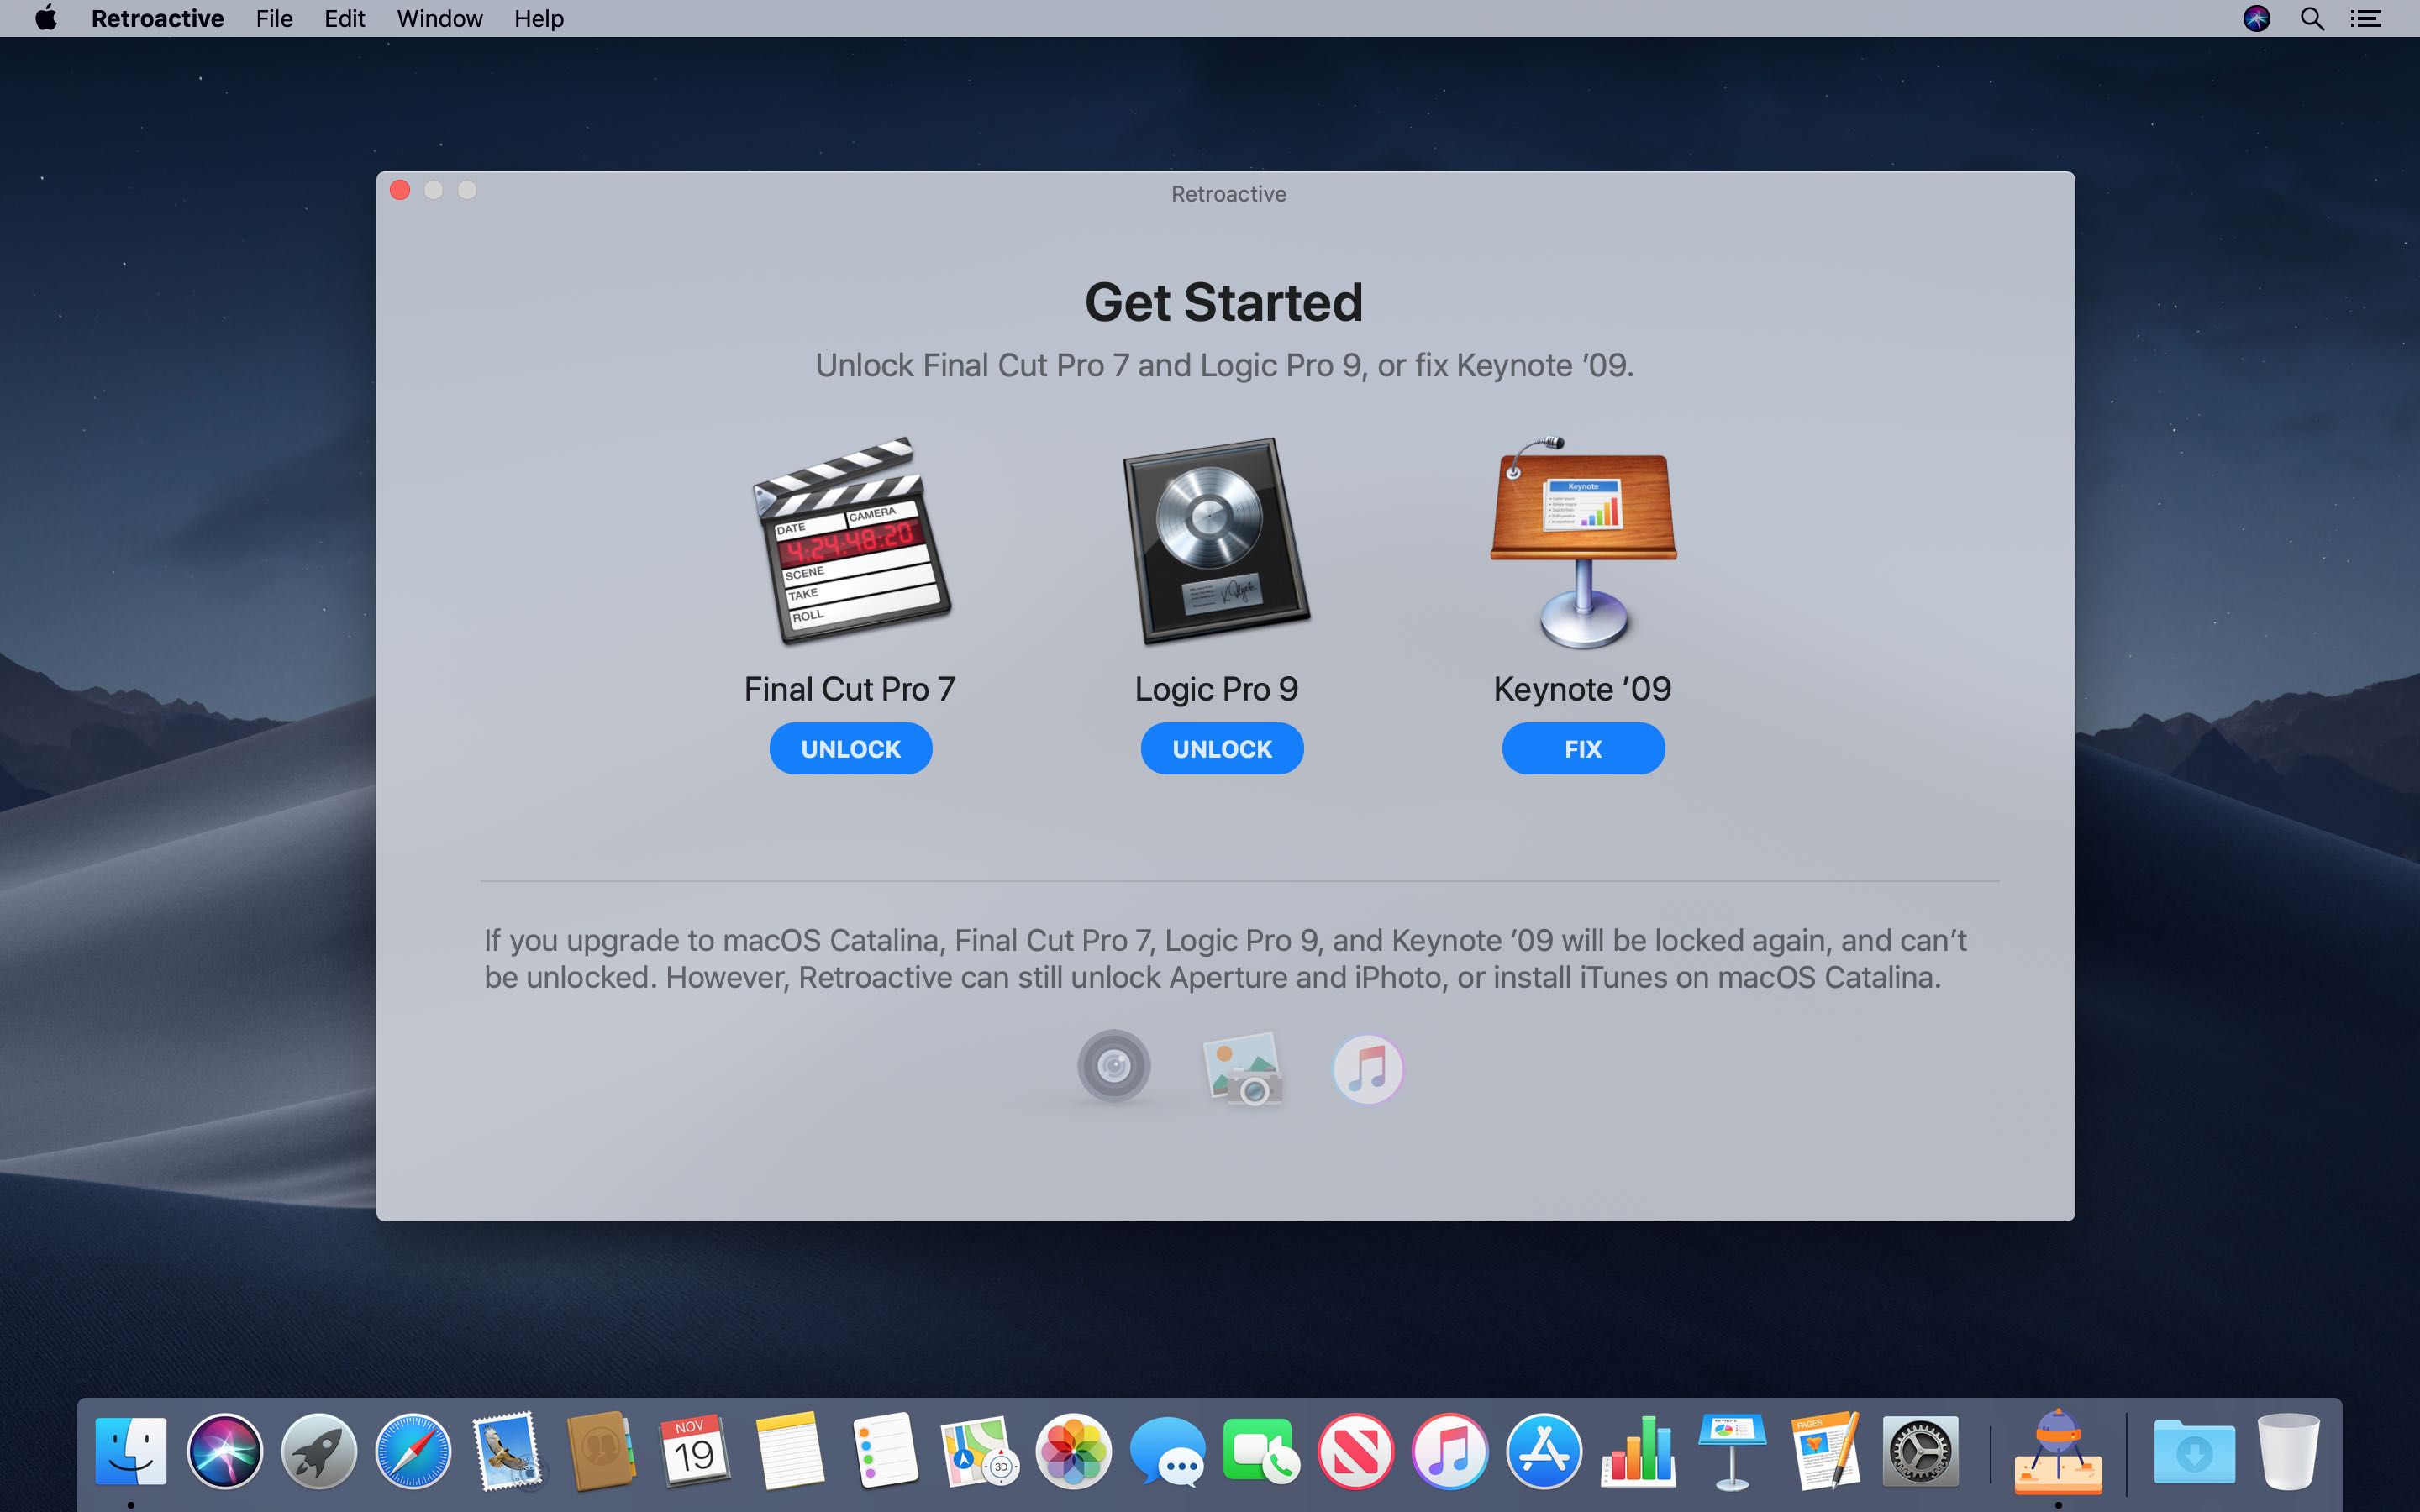 Retroactive File Edit Window Help
Retroactive
Get Started
Unlock Final Cut Pro 7 and Logic Pro 9, or fix Keynote ’09.
DATE CAMERA
4:24:48:20
SCENE
TAKE
ROLL
Keynote
Final Cut Pro 7 Logic Pro 9 Keynote ’09
UNLOCK UNLOCK FIX
If you upgrade to macOS Catalina, Final Cut Pro 7, Logic Pro 9, and Keynote ’09 will be locked again, and can’t
be unlocked. However, Retroactive can still unlock Aperture and iPhoto, or install iTunes on macOS Catalina.
NOV
19
3D
PAGES